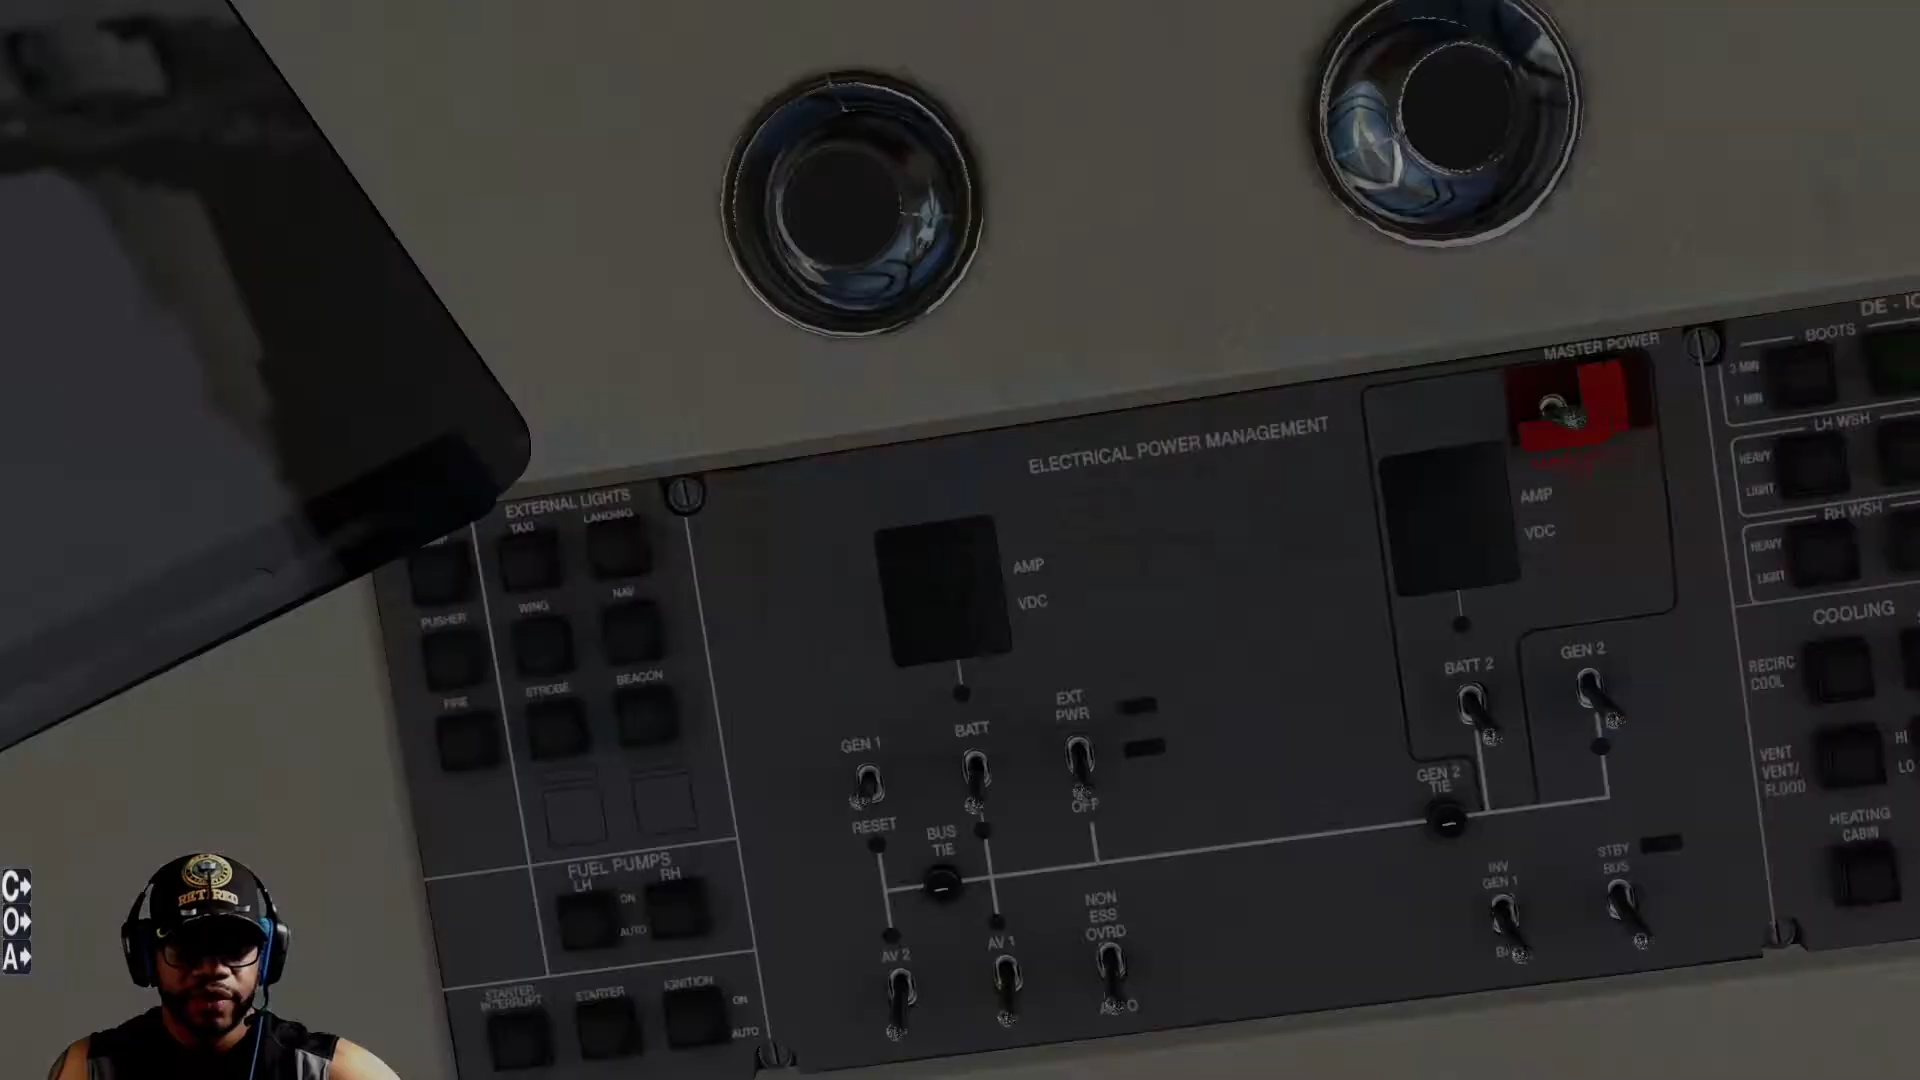 MASTER POWER
DE - IC
BOOTS
3 MIN
1 MIN
LH WSH
HEAVY
LIGHT
RH WSH
HEAVY
LIGHT
COOLING
RECIRC
COOL
VENT
VENT/
FLOOD
HI
LO
HEATING
CABIN
ELECTRICAL POWER MANAGEMENT
AMP
VDC
AMP
VDC
BATT 2
GEN 2
GEN 2
TIE
EXT
PWR
OFF
GEN 1
BATT
RESET
BUS
TIE
AV 2
AV 1
NON
ESS
OVRD
INV
GEN 1
STBY
BUS
EXTERNAL LIGHTS
TAXI
LANDING
WING
NAV
STROBE
BEACON
PUSHER
FIRE
FUEL PUMPS
LH
RH
ON
AUTO
STARTER
INTERRUPT
STARTER
IGNITION
ON
AUTO
RETIRED
C
O
A